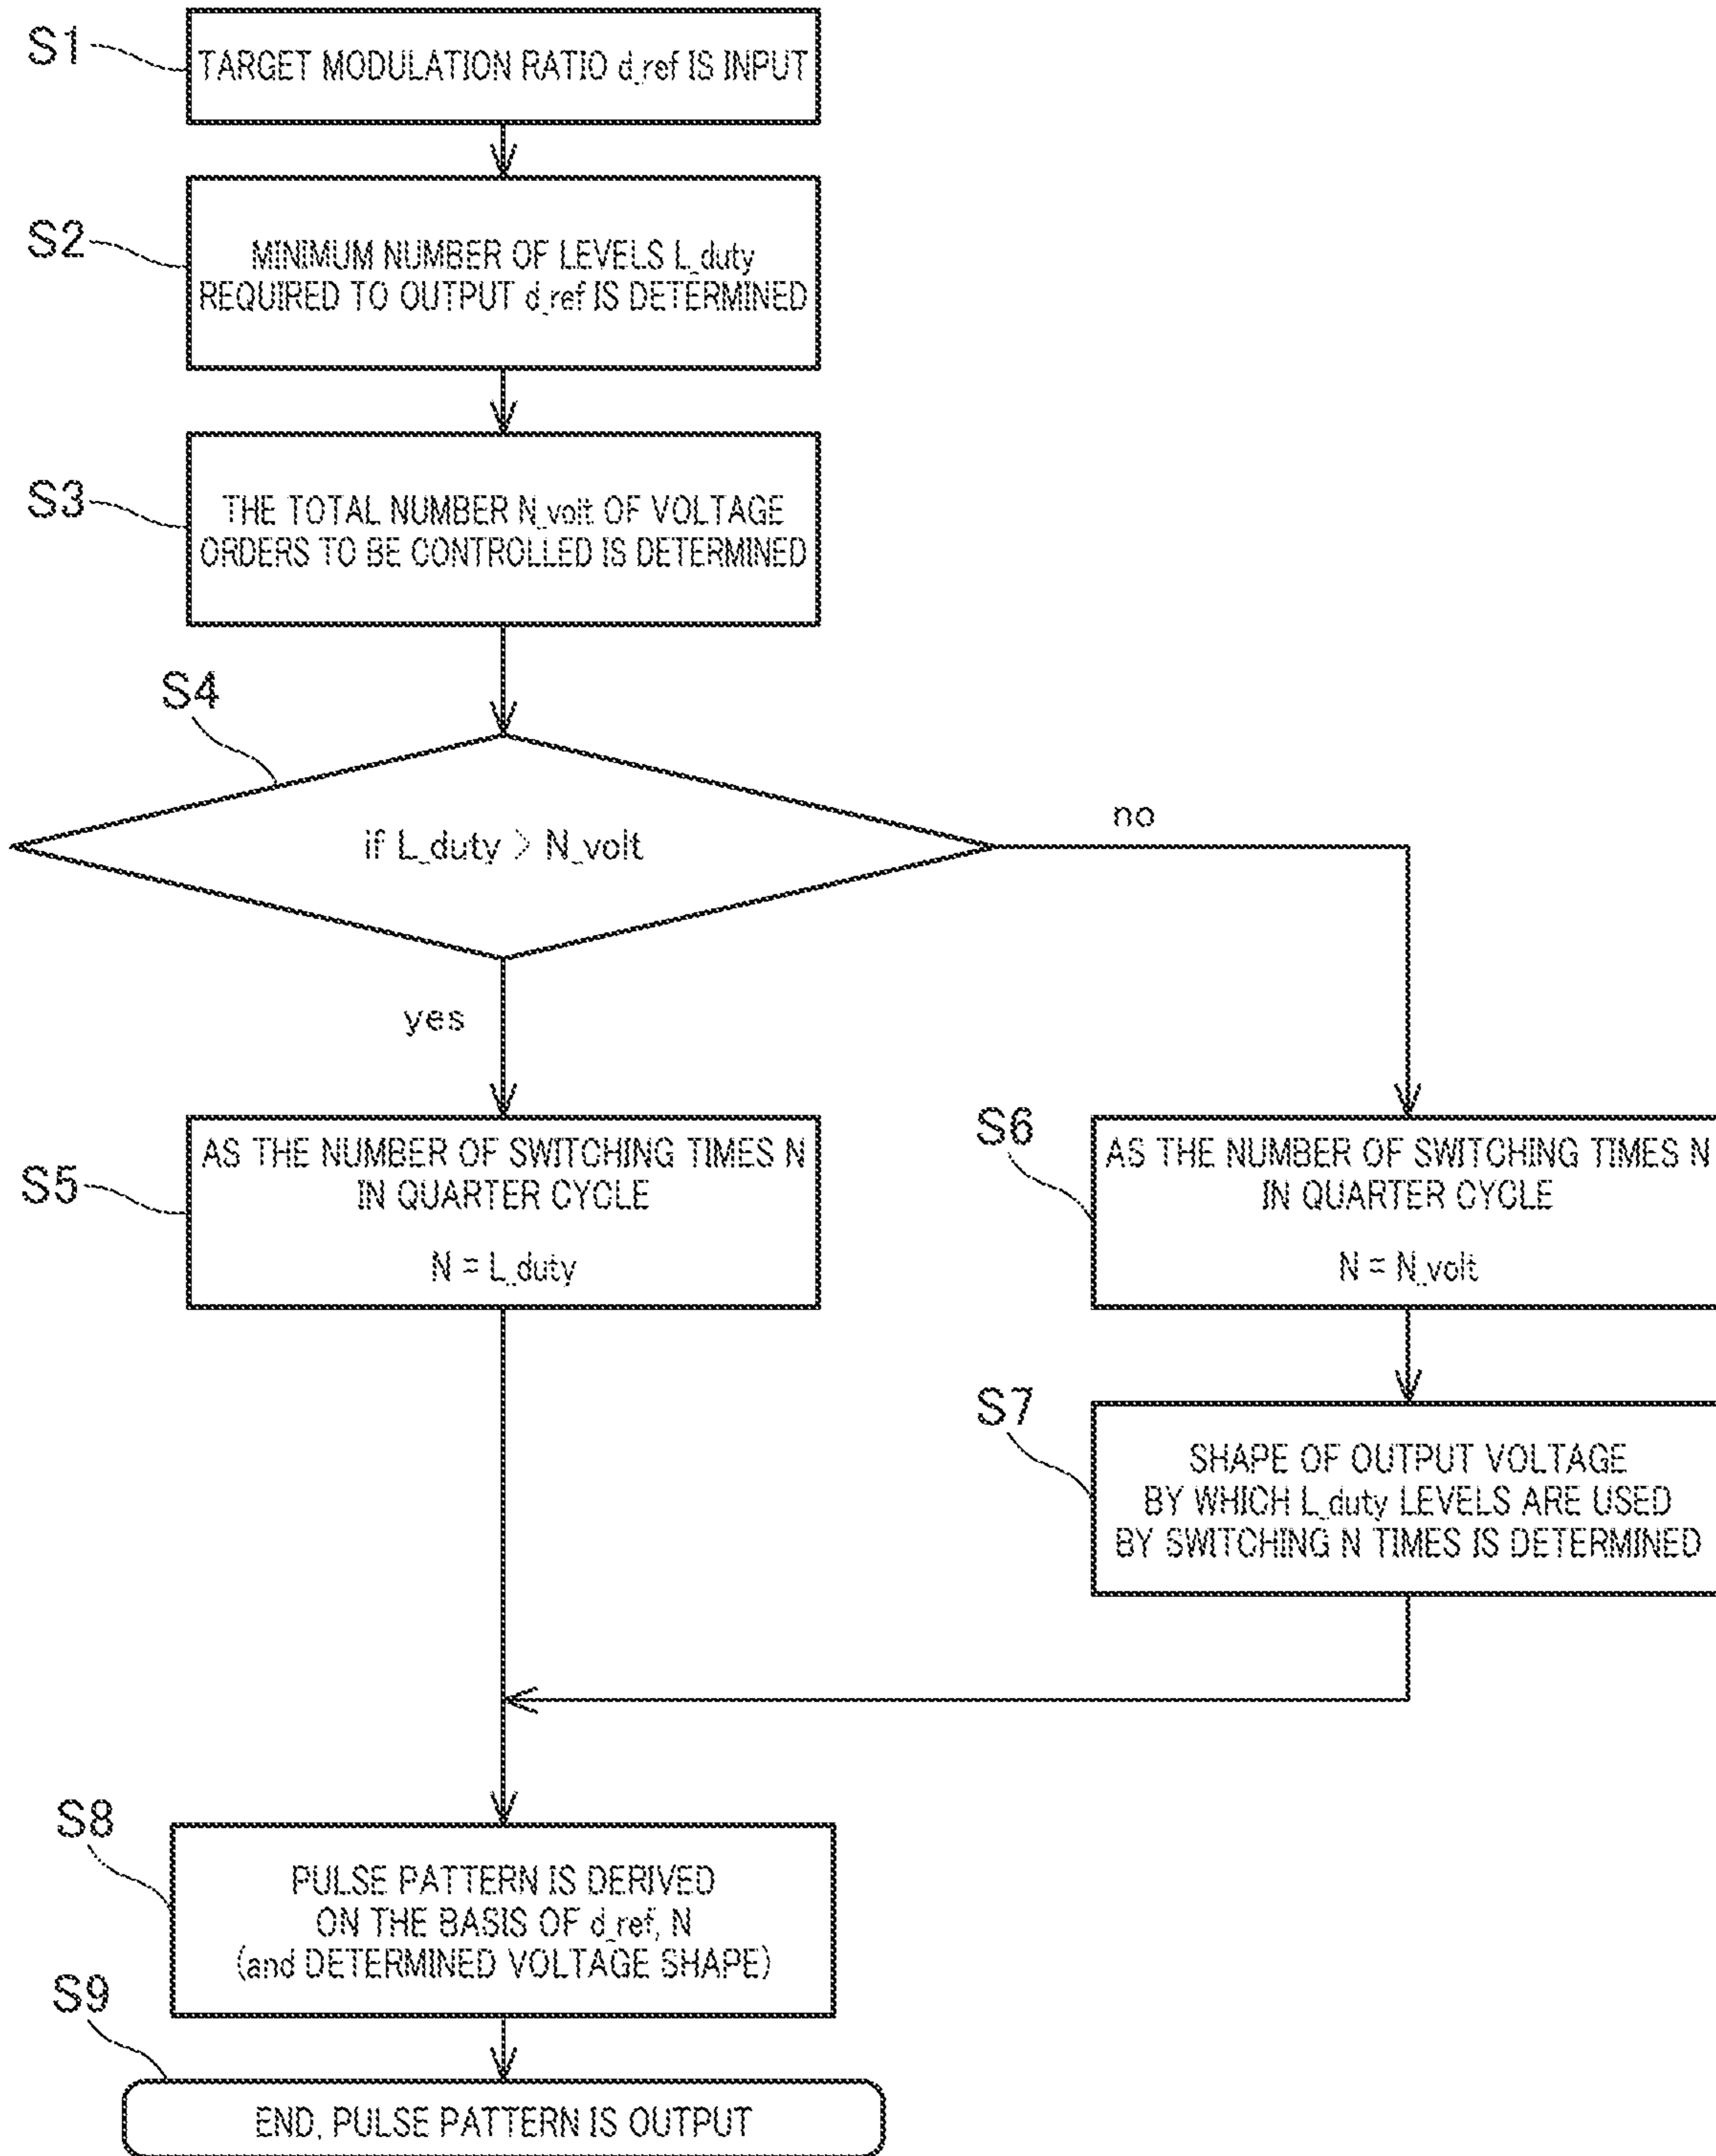 S1
TARGET MODULATION RATIO d_ref IS INPUT
S2
MINIMUM NUMBER OF LEVELS L_duty
REQUIRED TO OUTPUT d_ref IS DETERMINED
S3
THE TOTAL NUMBER N_volt OF VOLTAGE
ORDERS TO BE CONTROLLED IS DETERMINED
S4
if L_duty > N_volt
no
yes
S5
AS THE NUMBER OF SWITCHING TIMES N
IN QUARTER CYCLE
N = L_duty
S6
AS THE NUMBER OF SWITCHING TIMES N
IN QUARTER CYCLE
N = N_volt
S7
SHAPE OF OUTPUT VOLTAGE
BY WHICH L_duty LEVELS ARE USED
BY SWITCHING N TIMES IS DETERMINED
S8
PULSE PATTERN IS DERIVED
ON THE BASIS OF d_ref, N
(and DETERMINED VOLTAGE SHAPE)
S9
END, PULSE PATTERN IS OUTPUT